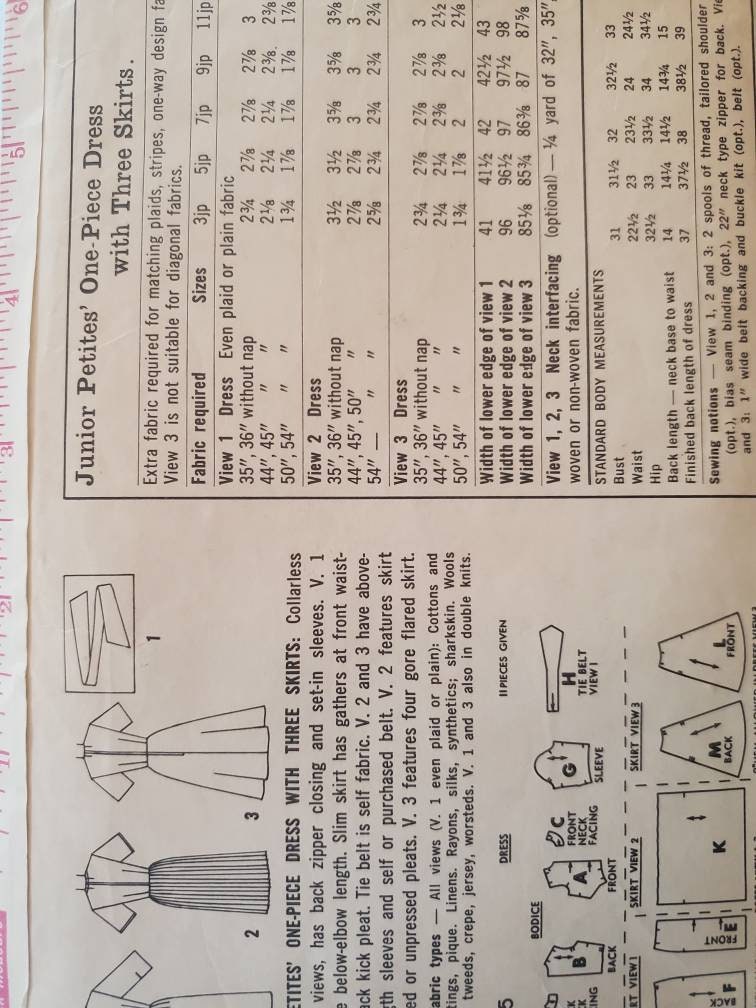 2 3 1
ONE-PIECE DRESS WITH THREE SKIRTS: Collarless
views, has back zipper closing and set-in sleeves. V. 1
below-elbow length. Slim skirt has gathers at front waist-
kick pleat. Tie belt is self fabric. V. 2 and 3 have above-
sleeves and self or purchased belt. V. 2 features skirt
or unpressed pleats. V. 3 features four gore flared skirt.
types — All views (V. 1 even plaid or plain): Cottons and
pique. Linens. Rayons, silks, synthetics; sharkskin. Wools
tweeds, crepe, jersey, worsteds. V. 1 and 3 also in double knits.
DRESS 11 PIECES GIVEN
BODICE
B BACK
A FRONT
C FRONT NECK FACING
G SLEEVE
H TIE BELT VIEW 1
VIEW 1 SKIRT VIEW 2 SKIRT VIEW 3
F
E FRONT
K
M BACK
L FRONT
Junior Petites' One-Piece Dress
with Three Skirts.
Extra fabric required for matching plaids, stripes, one-way design
View 3 is not suitable for diagonal fabrics.
Fabric required Sizes 3jp 5jp 7jp 9jp 11jp
View 1 Dress Even plaid or plain fabric
35", 36" without nap 2¾ 2⅞ 2⅞ 2⅞ 3
44", 45" " " 2⅛ 2¼ 2¼ 2⅜ 2⅜
50", 54" " " 1¾ 1⅞ 1⅞ 1⅞ 1⅞
View 2 Dress
35", 36" without nap 3½ 3½ 3⅝ 3⅝ 3⅝
44", 45", 50" " 2⅞ 2⅞ 3 3 3
54" — " " 2⅝ 2¾ 2¾ 2¾ 2¾
View 3 Dress
35", 36" without nap 2¾ 2⅞ 2⅞ 2⅞ 3
44", 45" " " 2¼ 2¼ 2⅜ 2⅜ 2½
50", 54" " " 1¾ 1⅞ 2 2 2⅛
Width of lower edge of view 1 41 41½ 42 42½ 43
Width of lower edge of view 2 96 96½ 97 97½ 98
Width of lower edge of view 3 85⅛ 85¾ 86⅜ 87 87⅝
View 1, 2, 3 Neck interfacing (optional) — ¼ yard of 32", 35",
woven or non-woven fabric.
STANDARD BODY MEASUREMENTS
Bust 31 31½ 32 32½ 33
Waist 22½ 23 23½ 24 24½
Hip 32½ 33 33½ 34 34½
Back length — neck base to waist 14 14¼ 14½ 14¾ 15
Finished back length of dress 37 37½ 38 38½ 39
Sewing notions — View 1, 2 and 3: 2 spools of thread, tailored shoulder
(opt.), bias seam binding (opt.), 22" neck type zipper for back.
and 3: 1" wide belt backing and buckle kit (opt.), belt (opt.).
1 2 3 4 5 6